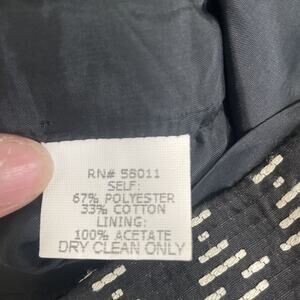 RN# 58011
SELF:
67% POLYESTER
33% COTTON
LINING:
100% ACETATE
DRY CLEAN ONLY